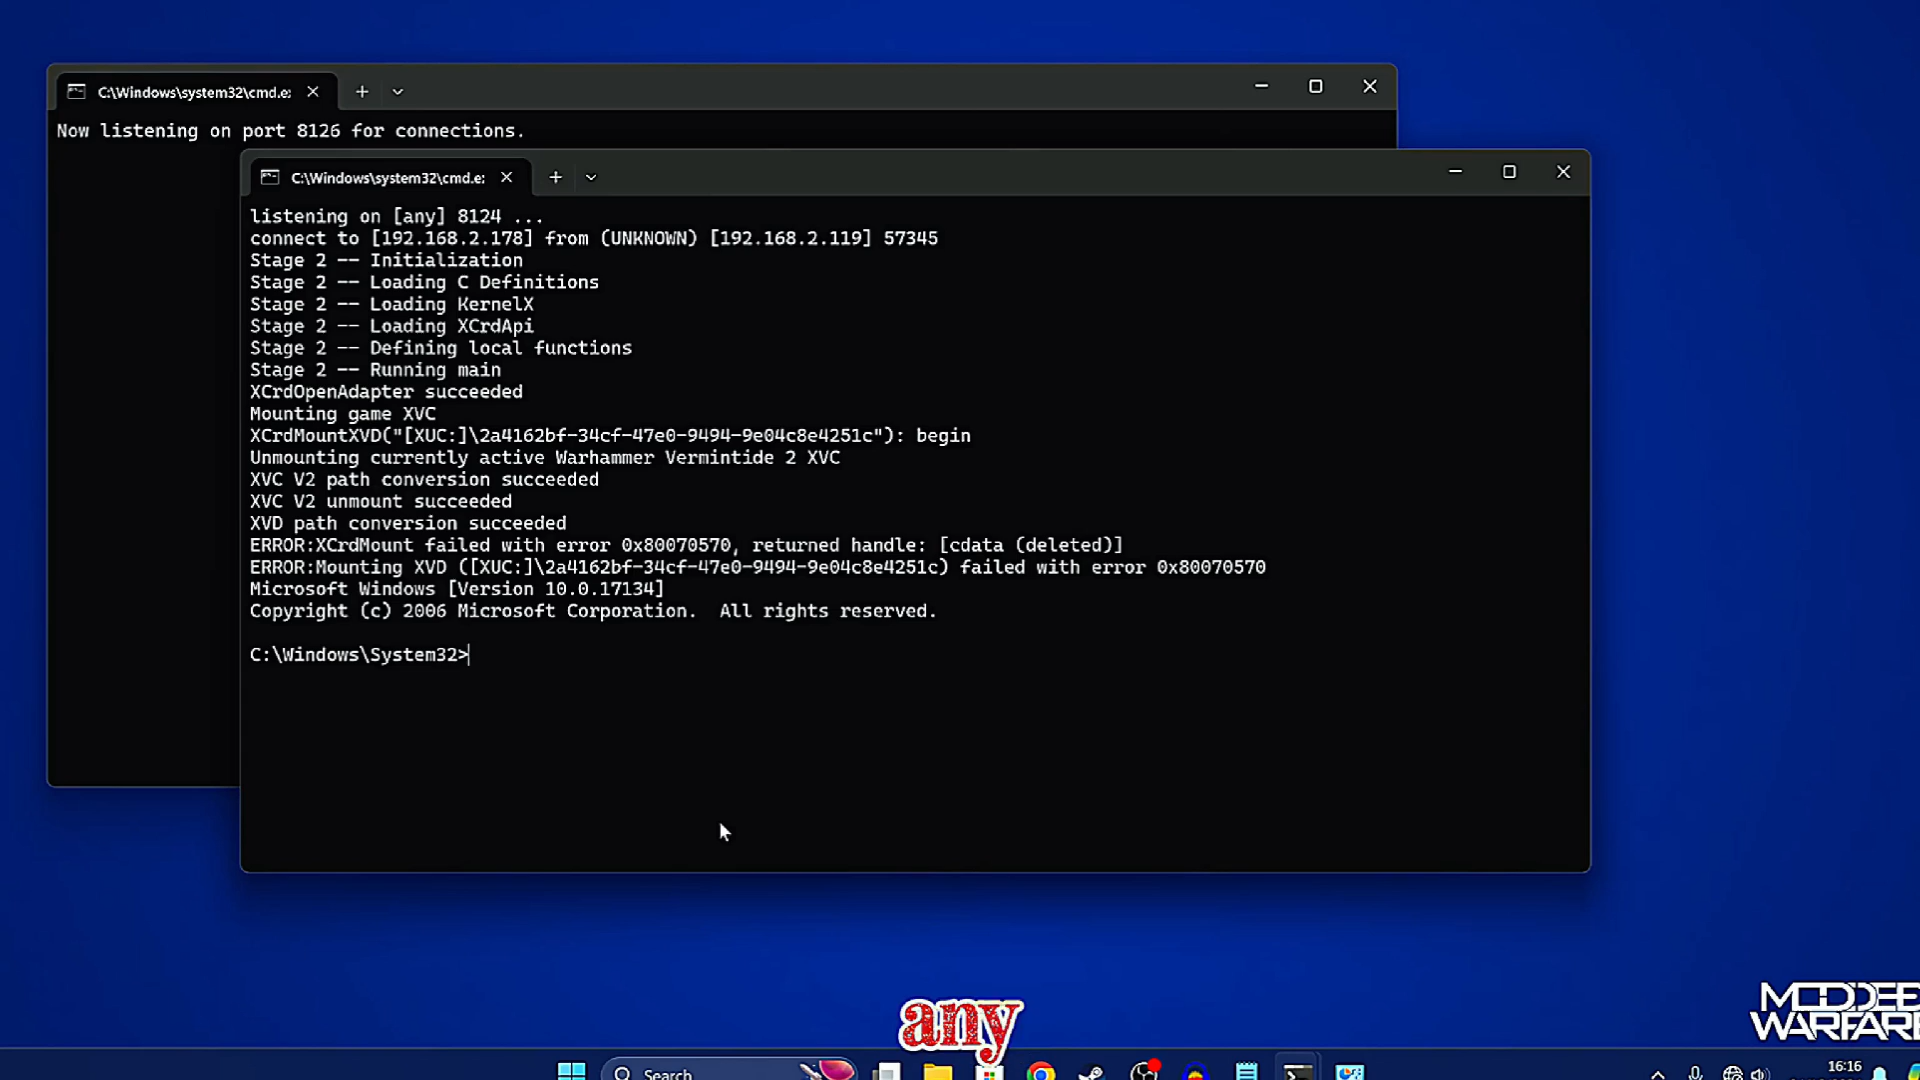 C:\Windows\system32\cmd.e:
Now listening on port 8126 for connections.
C:\Windows\system32\cmd.e:
listening on [any] 8124 ...
connect to [192.168.2.178] from (UNKNOWN) [192.168.2.119] 57345
Stage 2 -- Initialization
Stage 2 -- Loading C Definitions
Stage 2 -- Loading KernelX
Stage 2 -- Loading XCrdApi
Stage 2 -- Defining local functions
Stage 2 -- Running main
XCrdOpenAdapter succeeded
Mounting game XVC
XCrdMountXVD("[XUC:]\2a4162bf-34cf-47e0-9494-9e04c8e4251c"): begin
Unmounting currently active Warhammer Vermintide 2 XVC
XVC V2 path conversion succeeded
XVC V2 unmount succeeded
XVD path conversion succeeded
ERROR:XCrdMount failed with error 0x80070570, returned handle: [cdata (deleted)]
ERROR:Mounting XVD ([XUC:]\2a4162bf-34cf-47e0-9494-9e04c8e4251c) failed with error 0x80070570
Microsoft Windows [Version 10.0.17134]
Copyright (c) 2006 Microsoft Corporation.  All rights reserved.
C:\Windows\System32>
any
MODDED
WARFARE
Search
16:16